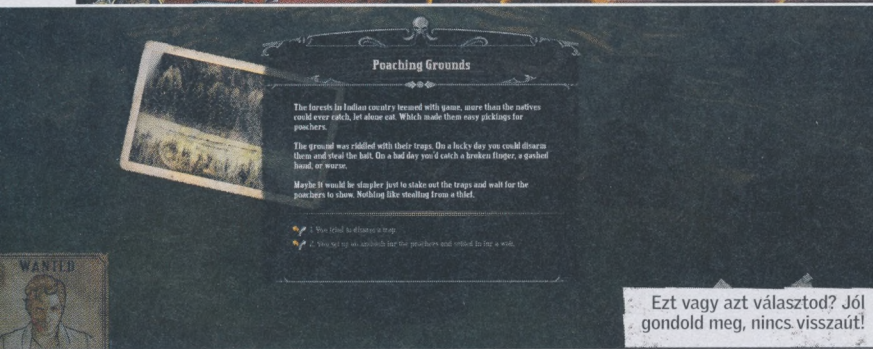 Poaching Grounds
The forests in Indian country teemed with game, more than the natives
could ever catch, let alone eat. Which made them easy pickings for
poachers.
The ground was riddled with their traps. On a lucky day you could disarm
them and steal the bait. On a bad day you'd catch a broken finger, a gashed
hand, or worse.
Maybe it would be simpler just to stake out the traps and wait for the
poachers to show. Nothing like stealing from a thief.
1. You tried to disarm a trap.
2. You set up an ambush for the poachers and settled in for a wait.
WANTED
Ezt vagy azt választod? Jól
gondold meg, nincs visszaút!